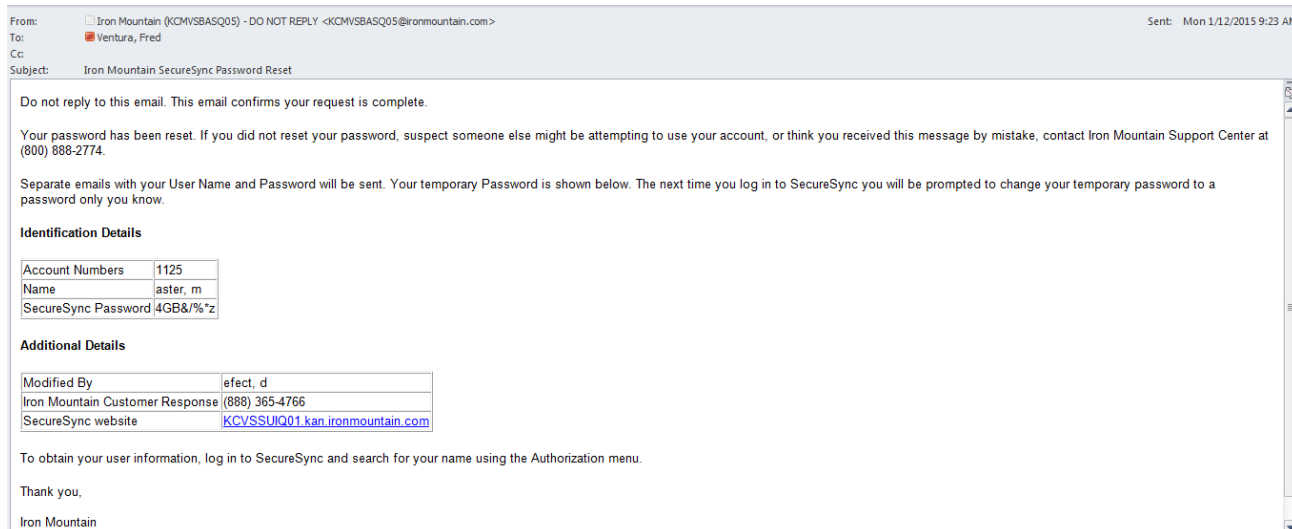 From: Iron Mountain (KCMVSBASQ05) - DO NOT REPLY <KCMVSBASQ05@ironmountain.com> Sent: Mon 1/12/2015 9:23 AM
To: Ventura, Fred
Cc:
Subject: Iron Mountain SecureSync Password Reset
Do not reply to this email. This email confirms your request is complete.
Your password has been reset. If you did not reset your password, suspect someone else might be attempting to use your account, or think you received this message by mistake, contact Iron Mountain Support Center at
(800) 888-2774.
Separate emails with your User Name and Password will be sent. Your temporary Password is shown below. The next time you log in to SecureSync you will be prompted to change your temporary password to a
password only you know.
Identification Details
Account Numbers 1125
Name aster, m
SecureSync Password 4GB&/%*z
Additional Details
Modified By efect, d
Iron Mountain Customer Response (888) 365-4766
SecureSync website KCVSSUIQ01.kan.ironmountain.com
To obtain your user information, log in to SecureSync and search for your name using the Authorization menu.
Thank you,
Iron Mountain